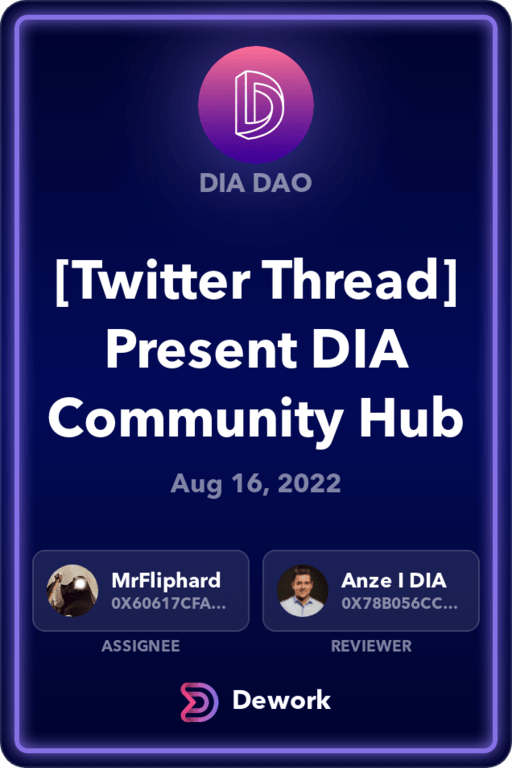 DIA DAO
[Twitter Thread]
Present DIA
Community Hub
Aug 16, 2022
MrFliphard
0X60617CFA...
ASSIGNEE
Anze I DIA
0X78B056CC...
REVIEWER
Dework